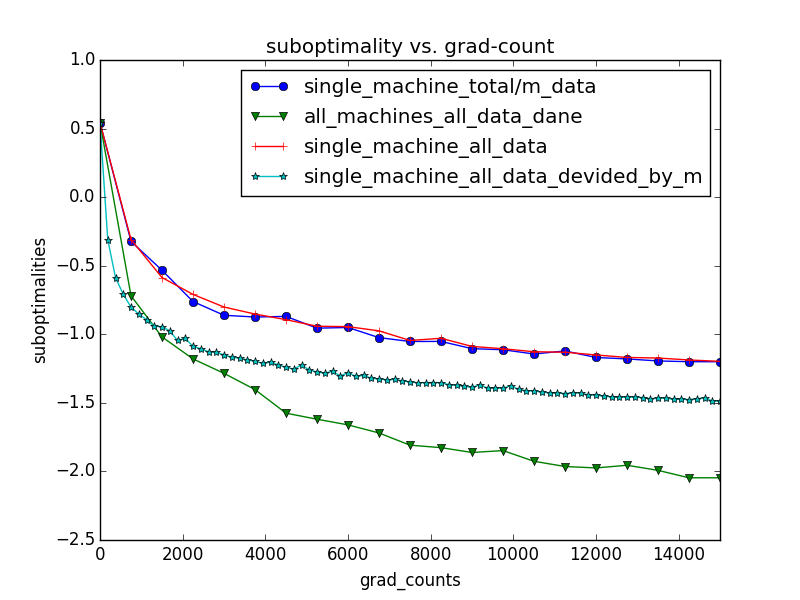 suboptimality vs. grad-count
1.0
0.5
0.0
−0.5
−1.0
−1.5
−2.0
−2.5
suboptimalities
single_machine_total/m_data
all_machines_all_data_dane
single_machine_all_data
single_machine_all_data_devided_by_m
0 2000 4000 6000 8000 10000 12000 14000
grad_counts